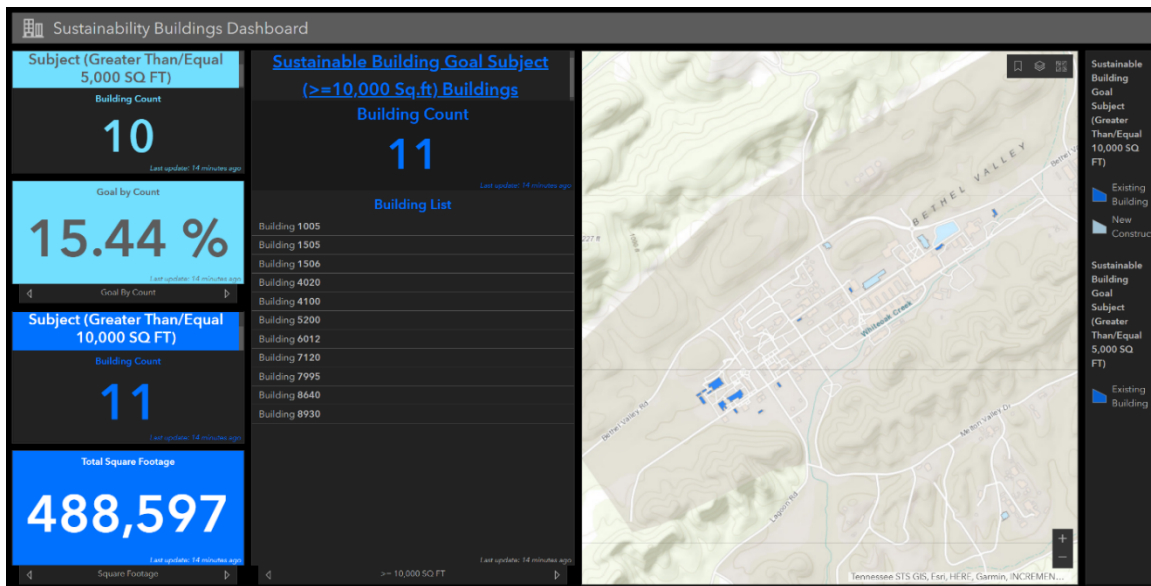 Sustainability Buildings Dashboard
Subject (Greater Than/Equal
5,000 SQ FT)
Building Count
10
Last update: 14 minutes ago
Goal by Count
15.44 %
Last update: 14 minutes ago
Goal By Count
Subject (Greater Than/Equal
10,000 SQ FT)
Building Count
11
Last update: 14 minutes ago
Total Square Footage
488,597
Last update: 14 minutes ago
Square Footage
Sustainable Building Goal Subject
(>=10,000 Sq.ft) Buildings
Building Count
11
Last update: 14 minutes ago
Building List
Building 1005
Building 1505
Building 1506
Building 4020
Building 4100
Building 5200
Building 6012
Building 7120
Building 7995
Building 8640
Building 8930
Last update: 14 minutes ago
>= 10,000 SQ FT
BETHEL VALLEY
Bethel Va
Whiteoak Creek
Bethel Valley Rd
Melton Valley Dr
Lagoon Rd
Tennessee STS GIS, Esri, HERE, Garmin, INCREMEN...
Sustainable
Building
Goal
Subject
(Greater
Than/Equal
10,000 SQ
FT)
Existing
Building
New
Construc
Sustainable
Building
Goal
Subject
(Greater
Than/Equal
5,000 SQ
FT)
Existing
Building